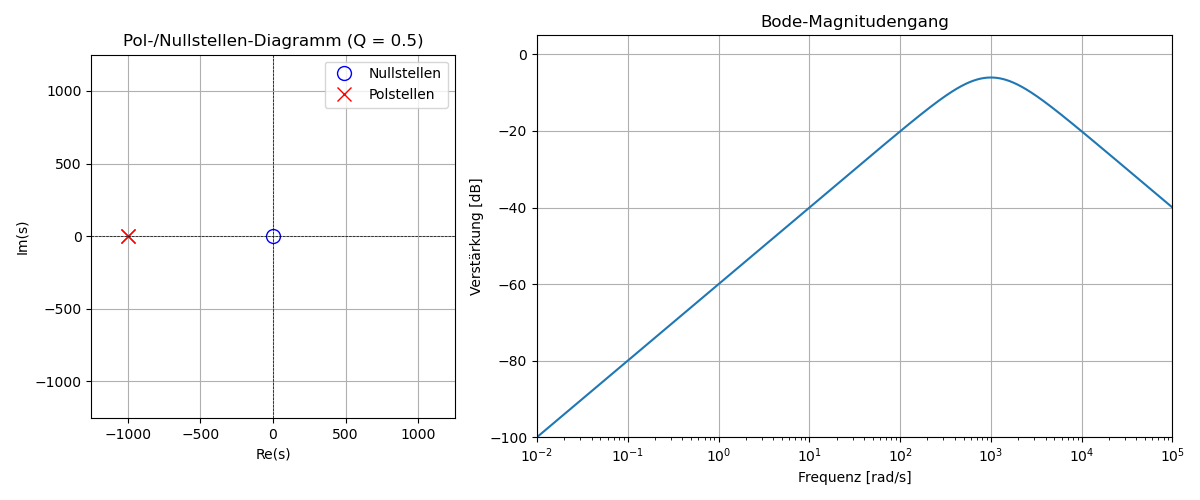 Pol-/Nullstellen-Diagramm (Q = 0.5)
Nullstellen
Polstellen
1000
500
0
−500
−1000
−1000 −500 0 500 1000
Re(s)
Im(s)
Bode-Magnitudengang
0
−20
−40
−60
−80
−100
10⁻² 10⁻¹ 10⁰ 10¹ 10² 10³ 10⁴ 10⁵
Frequenz [rad/s]
Verstärkung [dB]